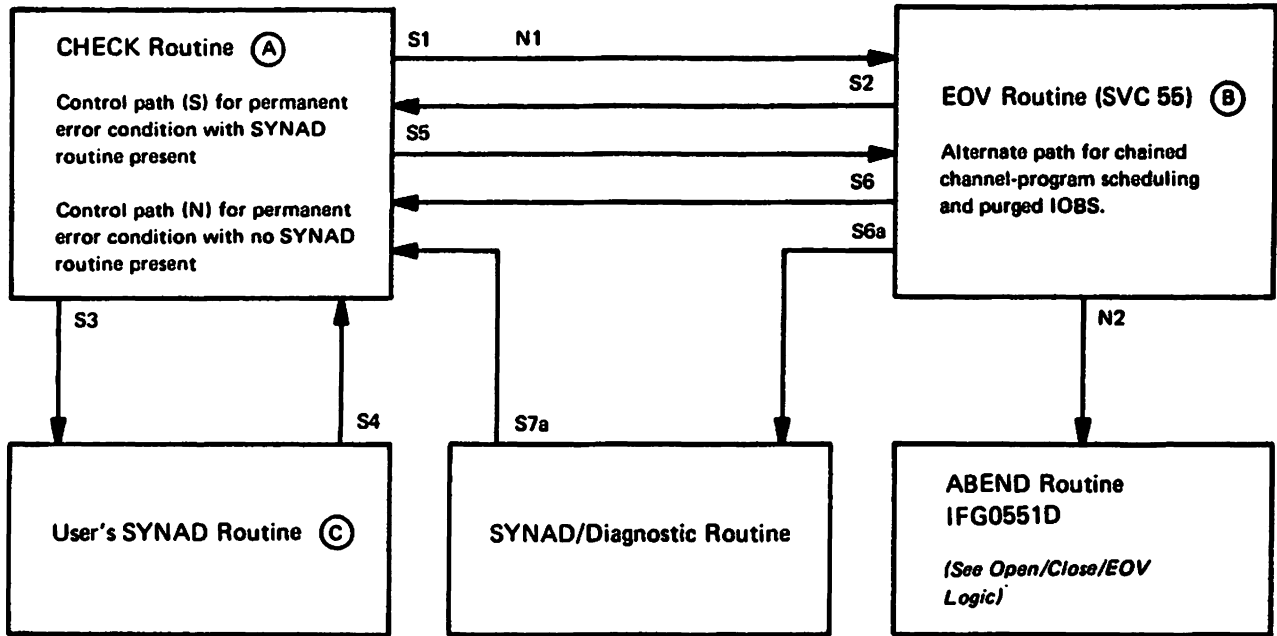 CHECK Routine A
Control path (S) for permanent
error condition with SYNAD
routine present
Control path (N) for permanent
error condition with no SYNAD
routine present
S1
N1
S2
S5
S6
S6a
EOV Routine (SVC 55) B
Alternate path for chained
channel-program scheduling
and purged IOBS.
S3
S4
S7a
N2
User's SYNAD Routine C
SYNAD/Diagnostic Routine
ABEND Routine
IFG0551D
(See Open/Close/EOV
Logic)